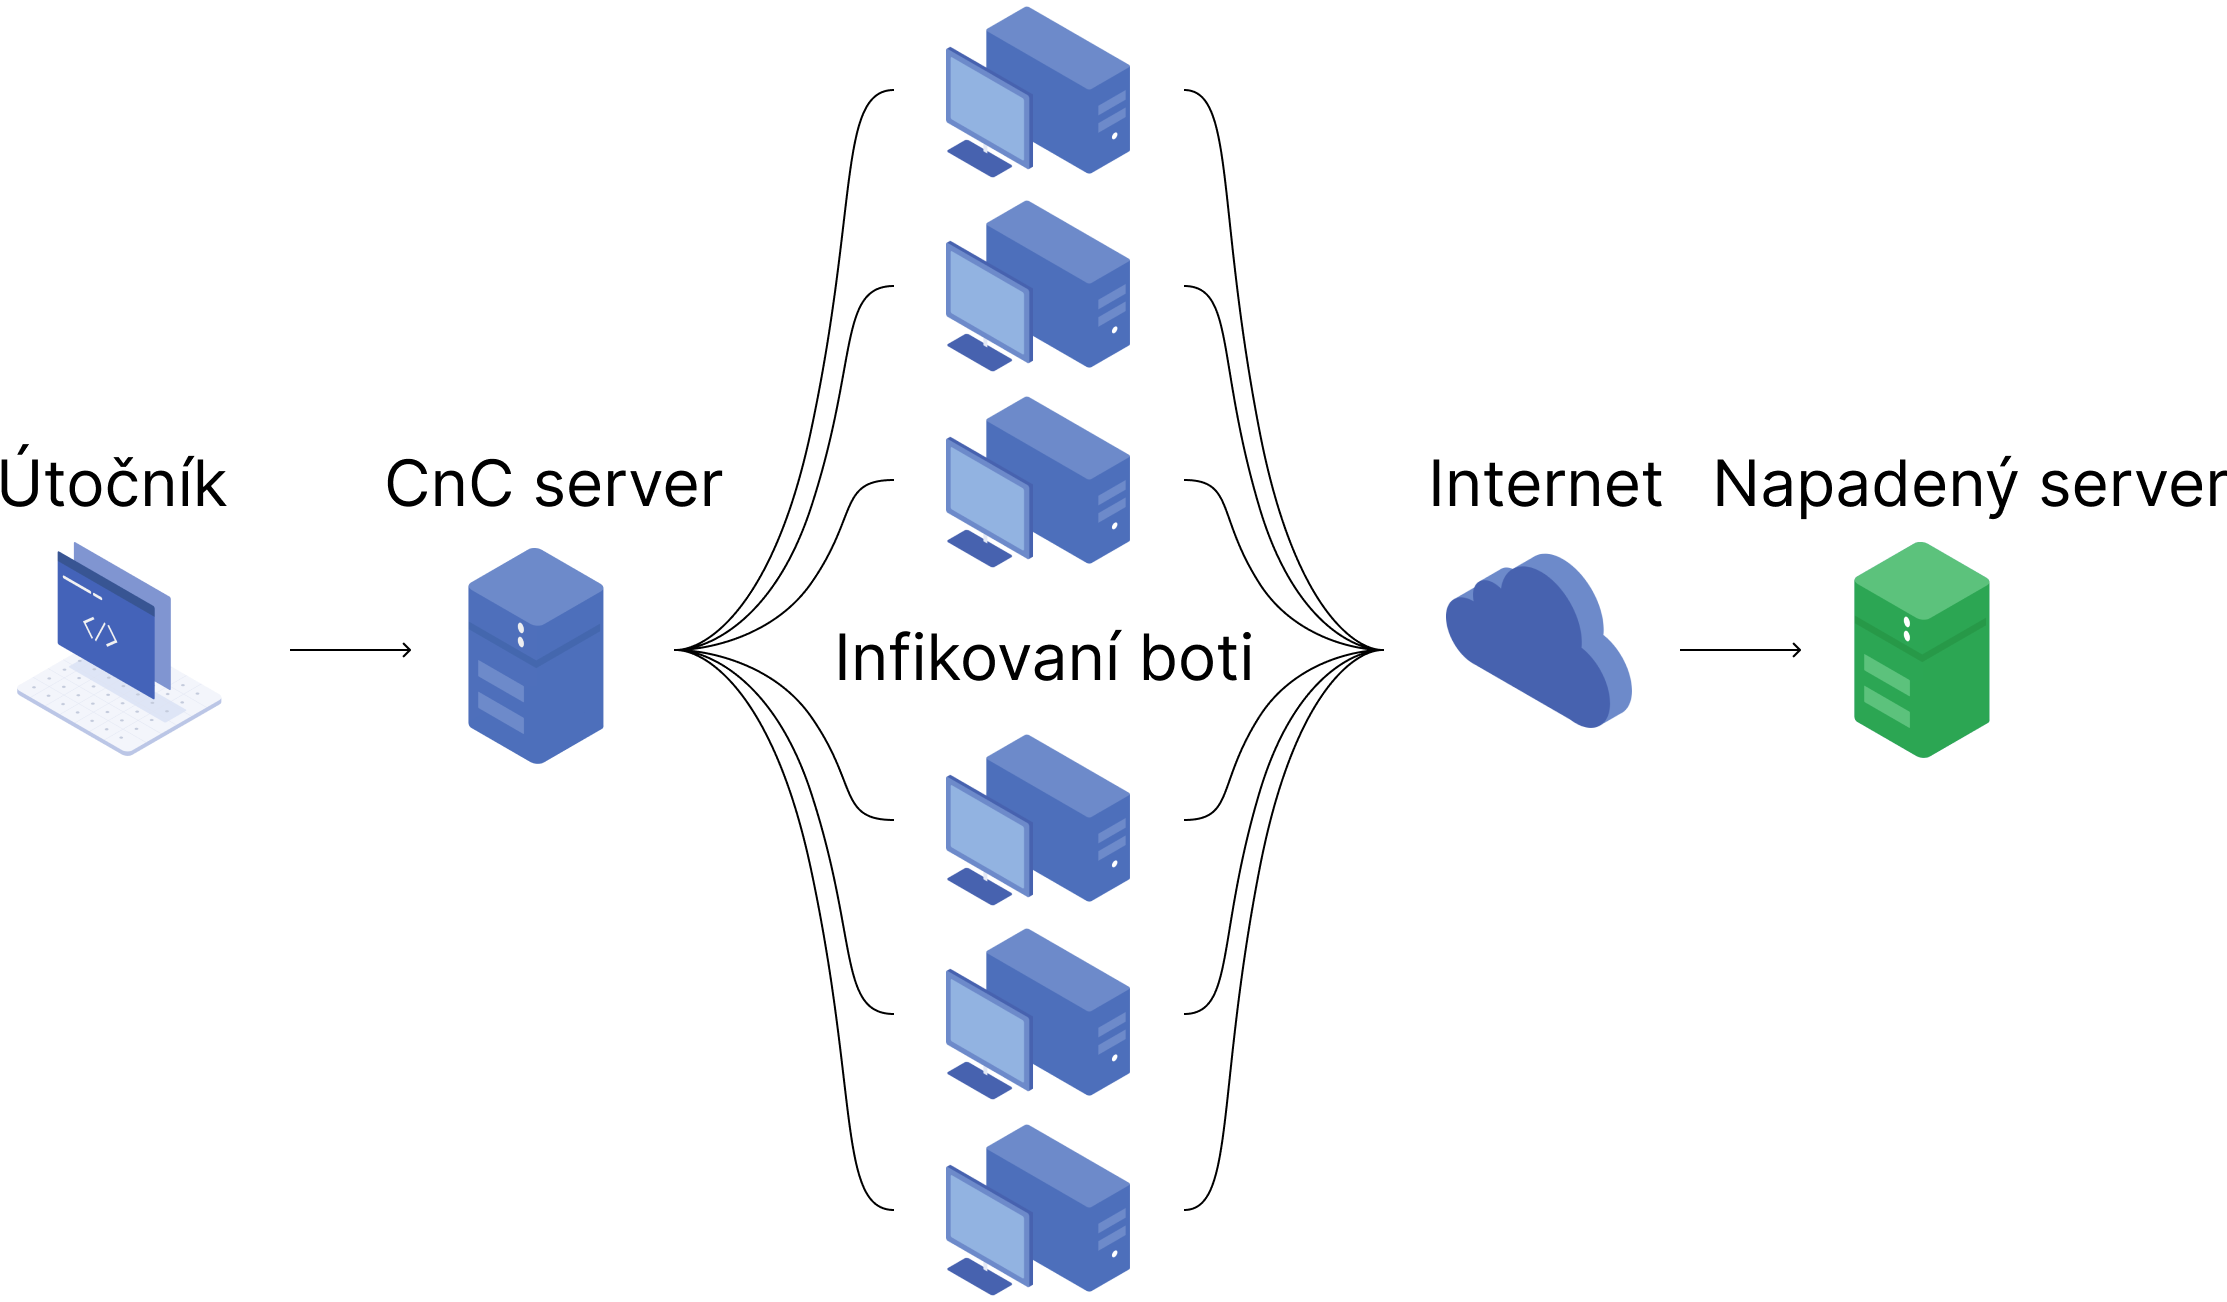 Útočník
CnC server
Infikovaní boti
Internet
Napadený server
</>